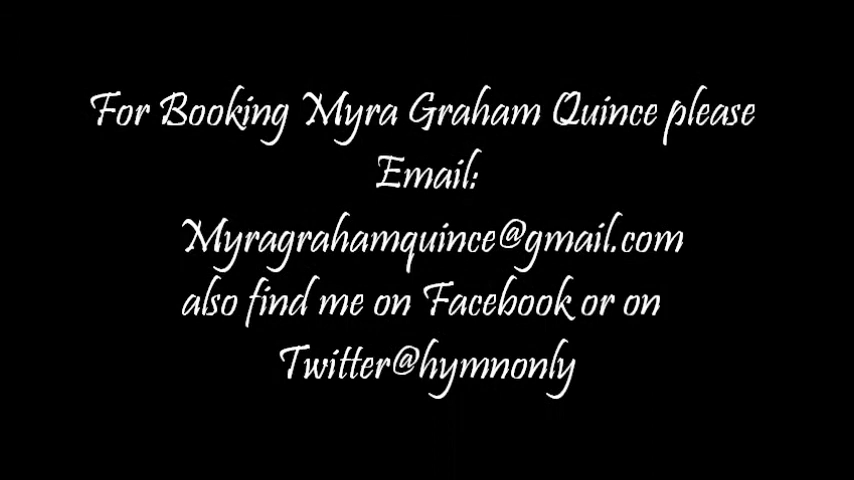 For Booking Myra Graham Quince please
Email:
Myragrahamquince@gmail.com
also find me on Facebook or on
Twitter@hymnonly